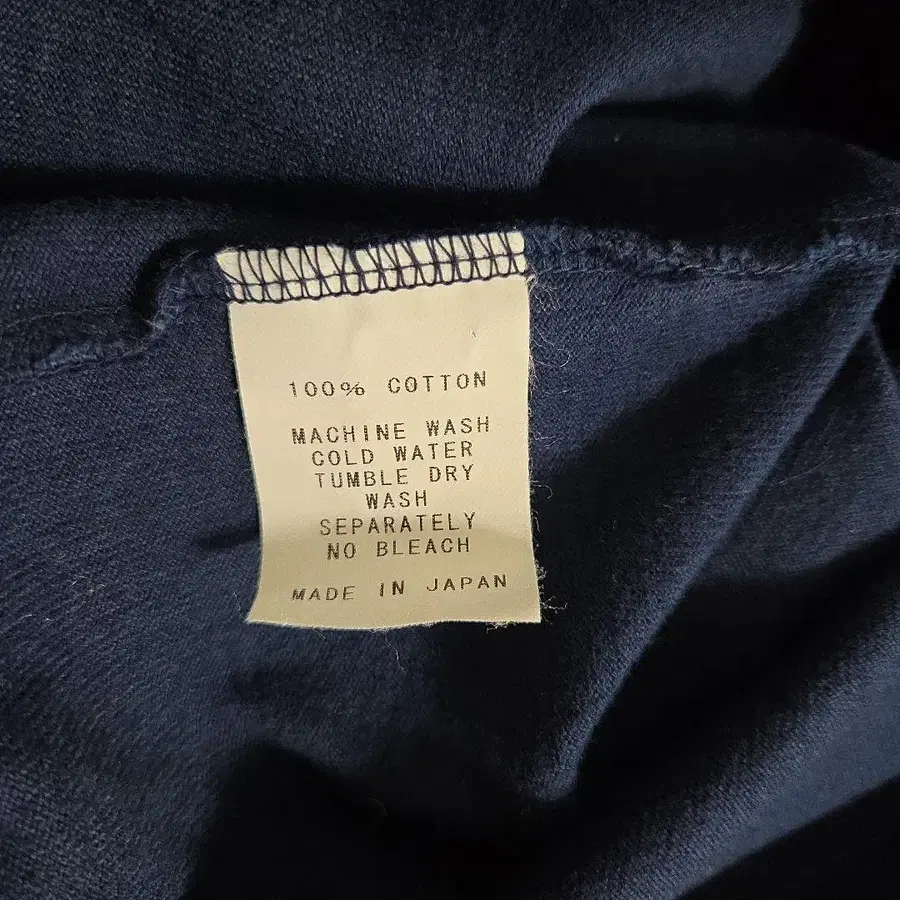 100% COTTON
MACHINE WASH
COLD WATER
TUMBLE DRY
WASH
SEPARATELY
NO BLEACH
MADE IN JAPAN